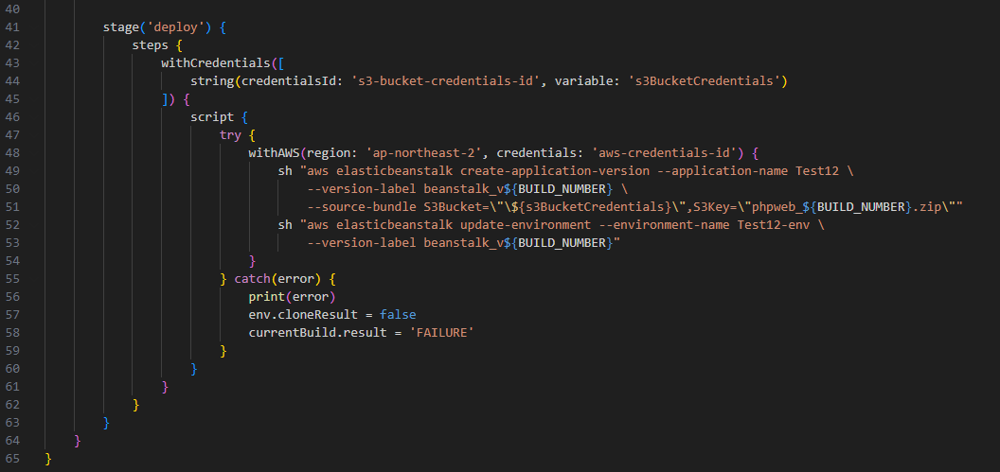 40
41 stage('deploy') {
42 steps {
43 withCredentials([
44 string(credentialsId: 's3-bucket-credentials-id', variable: 's3BucketCredentials')
45 ]) {
46 script {
47 try {
48 withAWS(region: 'ap-northeast-2', credentials: 'aws-credentials-id') {
49 sh "aws elasticbeanstalk create-application-version --application-name Test12 \
50 --version-label beanstalk_v${BUILD_NUMBER} \
51 --source-bundle S3Bucket=\"\${s3BucketCredentials}\",S3Key=\"phpweb_${BUILD_NUMBER}.zip\""
52 sh "aws elasticbeanstalk update-environment --environment-name Test12-env \
53 --version-label beanstalk_v${BUILD_NUMBER}"
54 }
55 } catch(error) {
56 print(error)
57 env.cloneResult = false
58 currentBuild.result = 'FAILURE'
59 }
60 }
61 }
62 }
63 }
64 }
65 }